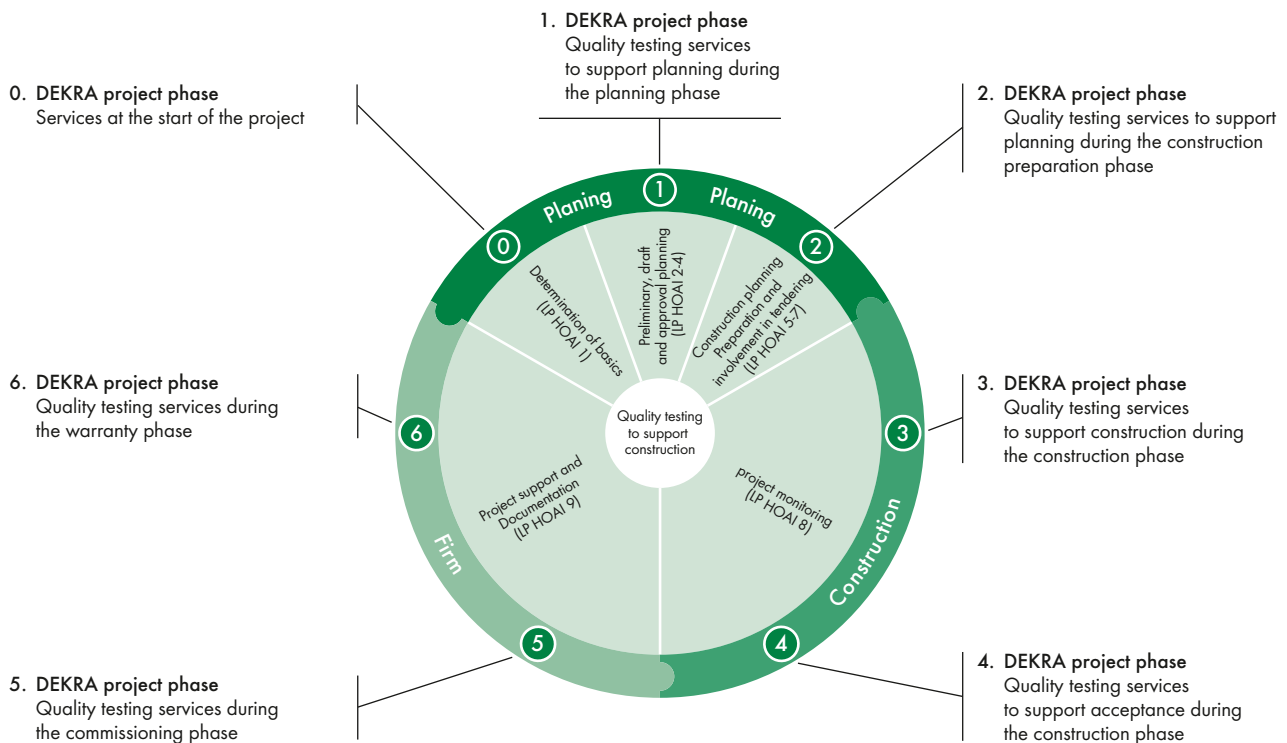 1. DEKRA project phase
Quality testing services
to support planning during
the planning phase
0. DEKRA project phase
Services at the start of the project
2. DEKRA project phase
Quality testing services to support
planning during the construction
preparation phase
Planing
1
Planing
0
2
Determination of basics
(LP HOAI 1)
Preliminary, draft
and approval planning
(LP HOAI 2-4)
Construction planning
Preparation and
involvement in tendering
(LP HOAI 5-7)
6. DEKRA project phase
Quality testing services during
the warranty phase
6
Quality testing
to support
construction
3
3. DEKRA project phase
Quality testing services
to support construction during
the construction phase
Project support and
Documentation
(LP HOAI 9)
project monitoring
(LP HOAI 8)
Firm
Construction
5
4
5. DEKRA project phase
Quality testing services during
the commissioning phase
4. DEKRA project phase
Quality testing services
to support acceptance during
the construction phase